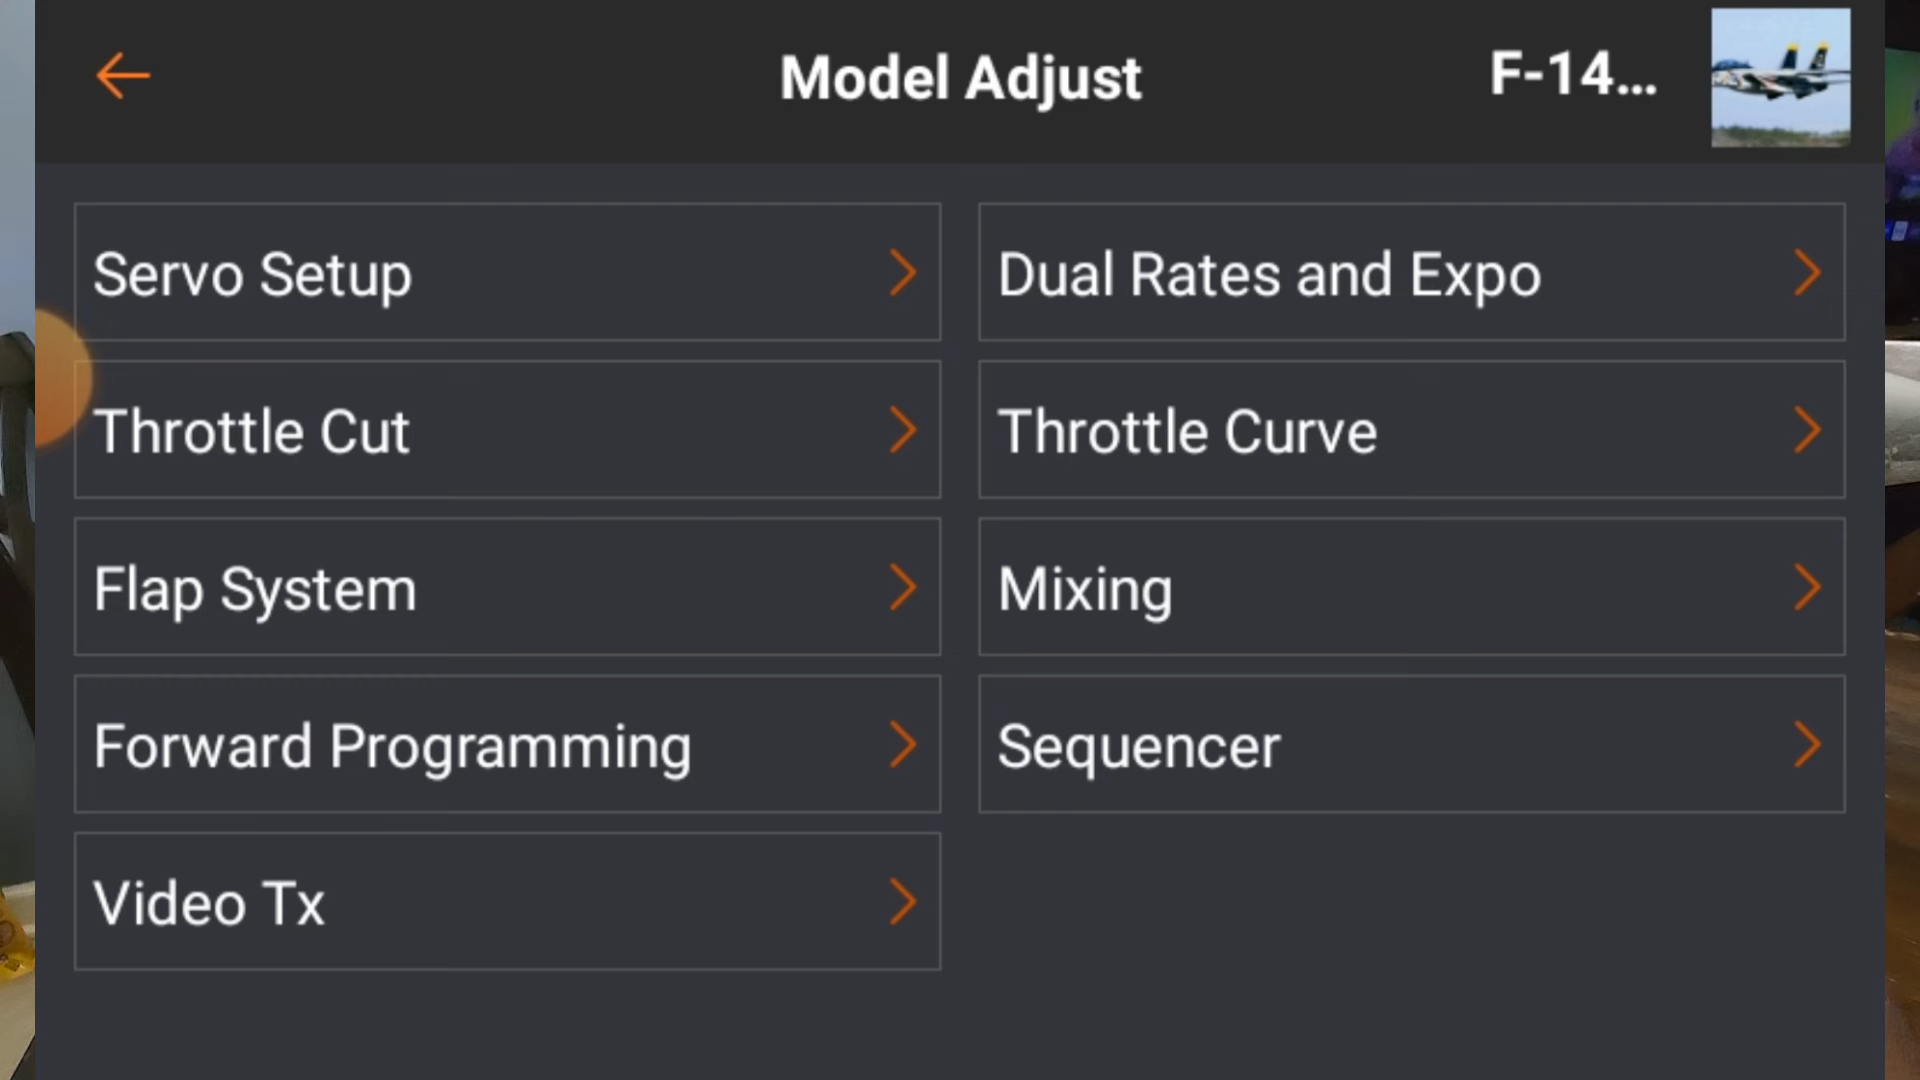 Model Adjust
F-14...
Servo Setup
Dual Rates and Expo
Throttle Cut
Throttle Curve
Flap System
Mixing
Forward Programming
Sequencer
Video Tx